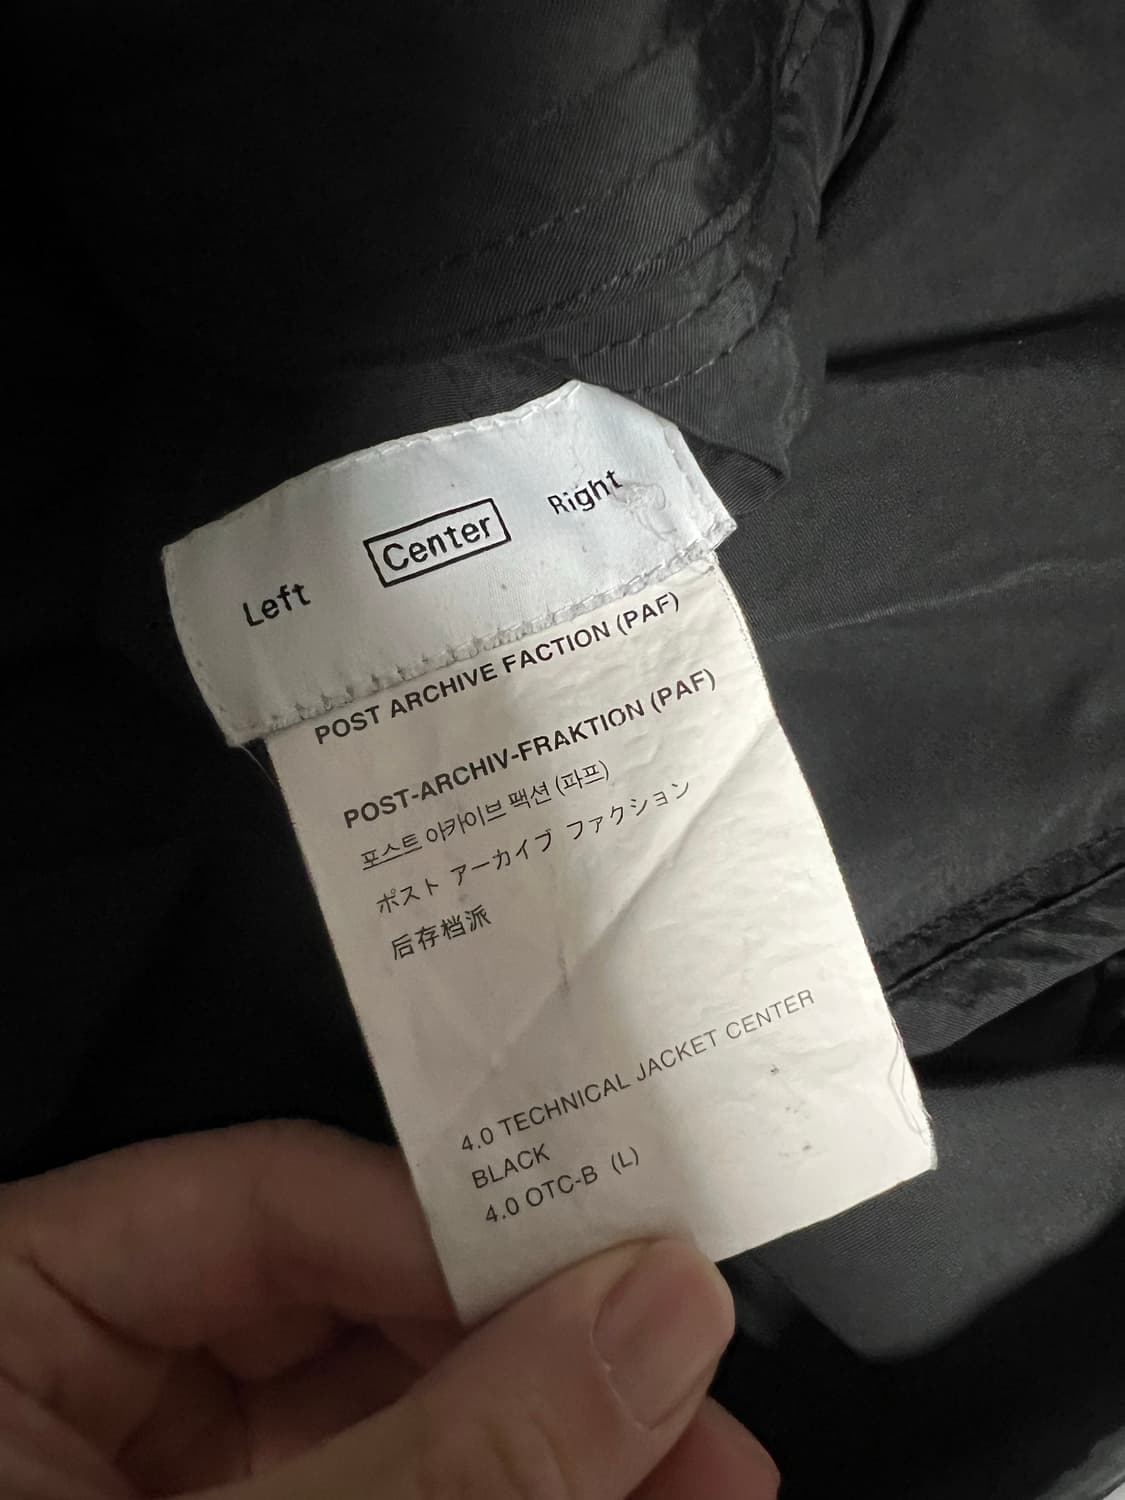 Left Center Right
POST ARCHIVE FACTION (PAF)
POST-ARCHIV-FRAKTION (PAF)
포스트 아카이브 팩션 (파프)
ポスト アーカイブ ファクション
后存档派
4.0 TECHNICAL JACKET CENTER
BLACK
4.0 OTC-B (L)